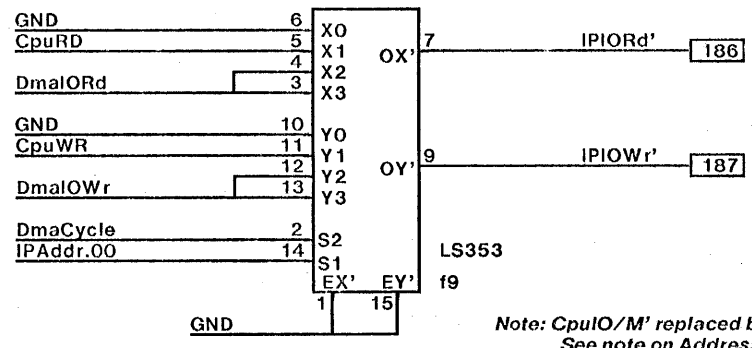 GND 6 X0
CpuRD 5 X1 OX' 7 IPIORd' 186
4 X2
DmaIORd 3 X3
GND 10 Y0
CpuWR 11 Y1 OY' 9 IPIOWr' 187
12 Y2
DmaIOWr 13 Y3
DmaCycle 2 S2
IPAddr.00 14 S1 LS353
EX' EY' f9
1 15
GND
Note: CpuIO/M' replaced b
See note on Addres